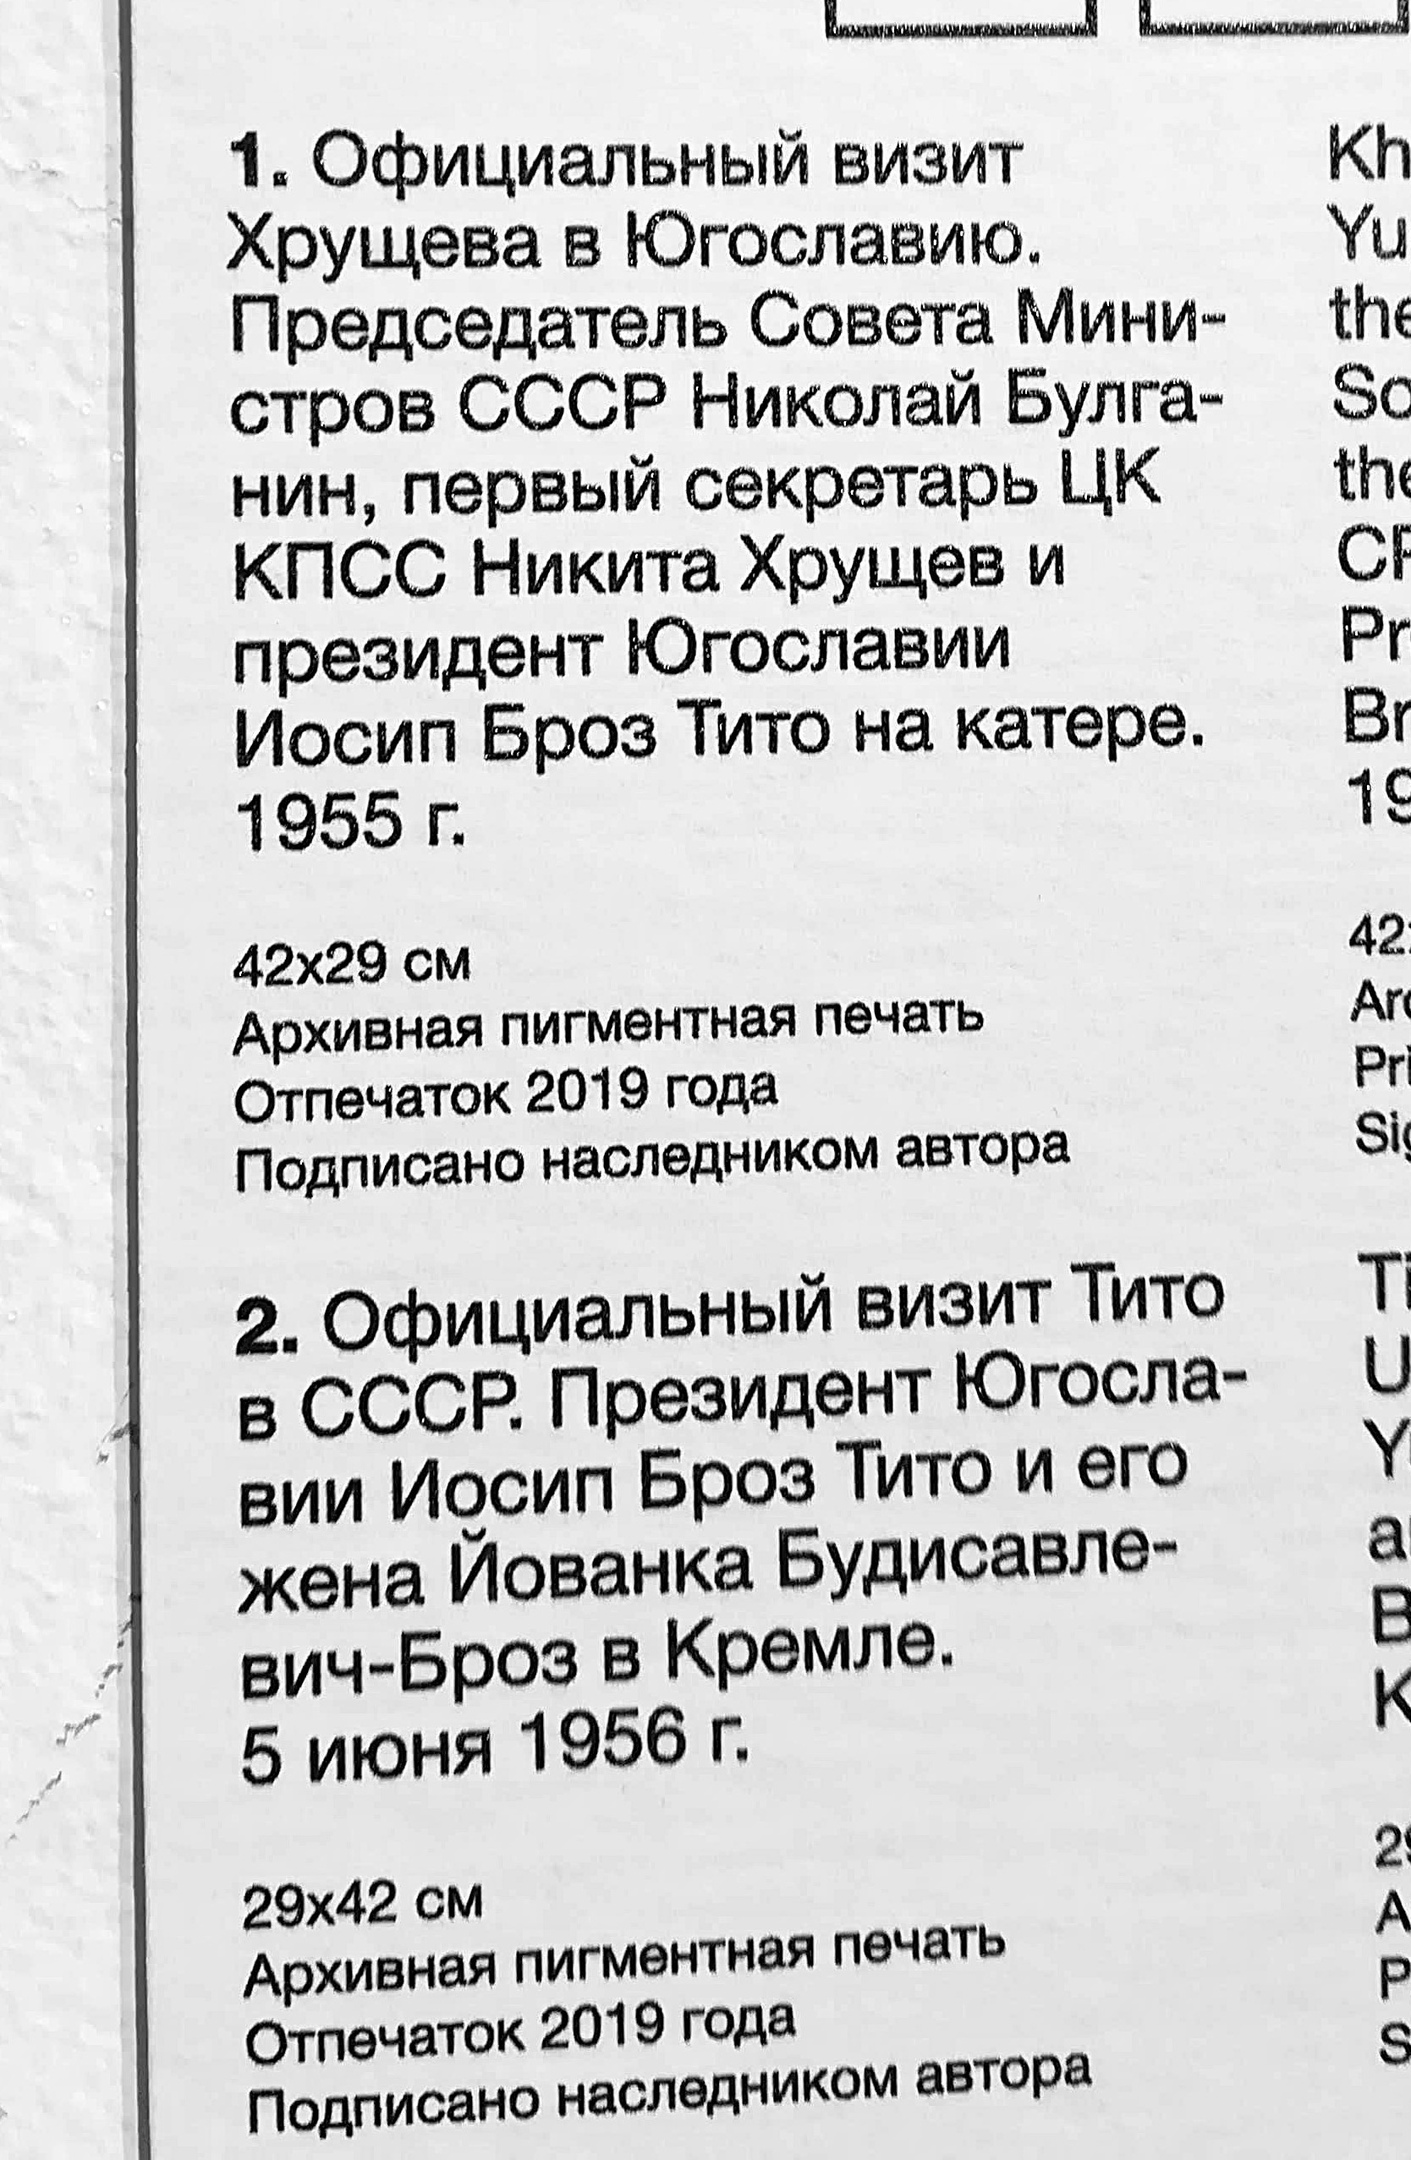 1. Официальный визит
Хрущева в Югославию.
Председатель Совета Мини-
стров СССР Николай Булга-
нин, первый секретарь ЦК
КПСС Никита Хрущев и
президент Югославии
Иосип Броз Тито на катере.
1955 г.
42x29 см
Архивная пигментная печать
Отпечаток 2019 года
Подписано наследником автора
2. Официальный визит Тито
в СССР. Президент Югосла-
вии Иосип Броз Тито и его
жена Йованка Будисавле-
вич-Броз в Кремле.
5 июня 1956 г.
29x42 см
Архивная пигментная печать
Отпечаток 2019 года
Подписано наследником автора